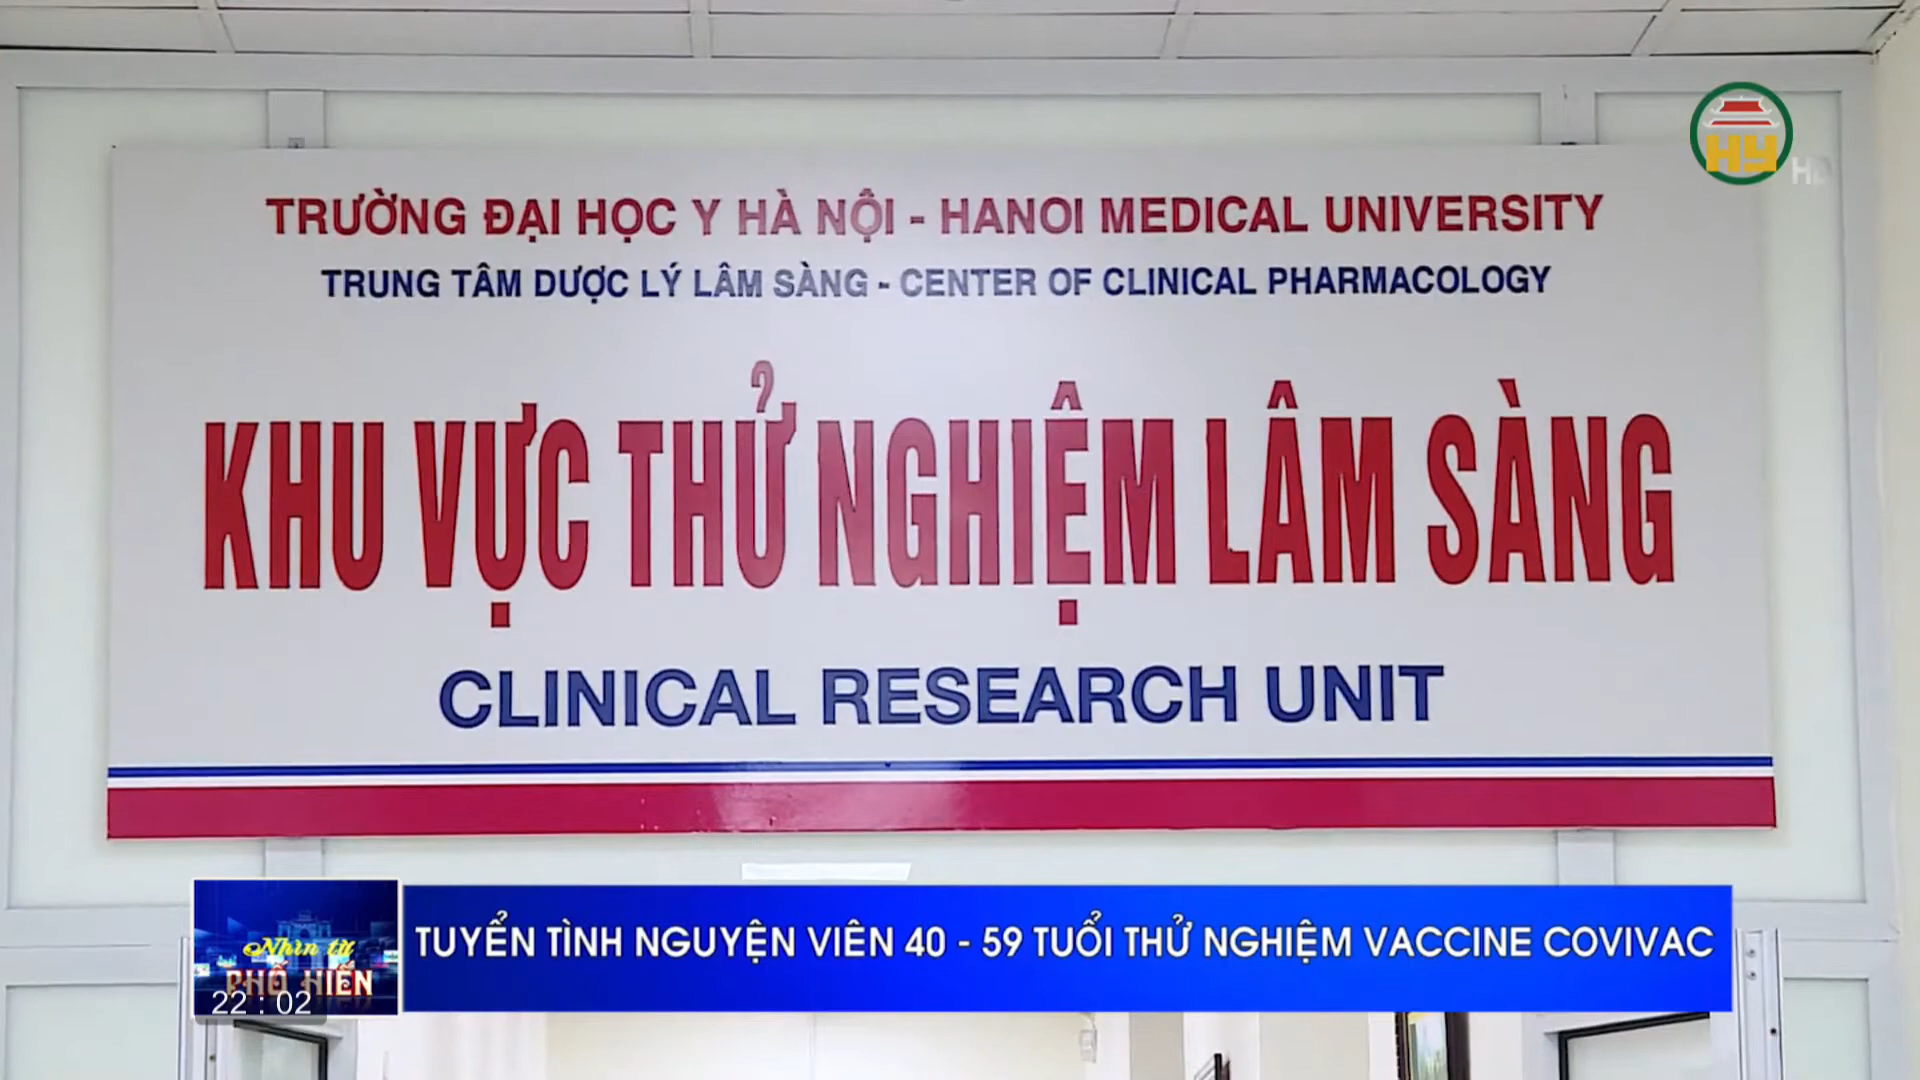 HY
HD
TRƯỜNG ĐẠI HỌC Y HÀ NỘI - HANOI MEDICAL UNIVERSITY
TRUNG TÂM DƯỢC LÝ LÂM SÀNG - CENTER OF CLINICAL PHARMACOLOGY
KHU VỰC THỬ NGHIỆM LÂM SÀNG
CLINICAL RESEARCH UNIT
Nhìn từ
PHỐ HIẾN
22 : 02
TUYỂN TÌNH NGUYỆN VIÊN 40 - 59 TUỔI THỬ NGHIỆM VACCINE COVIVAC